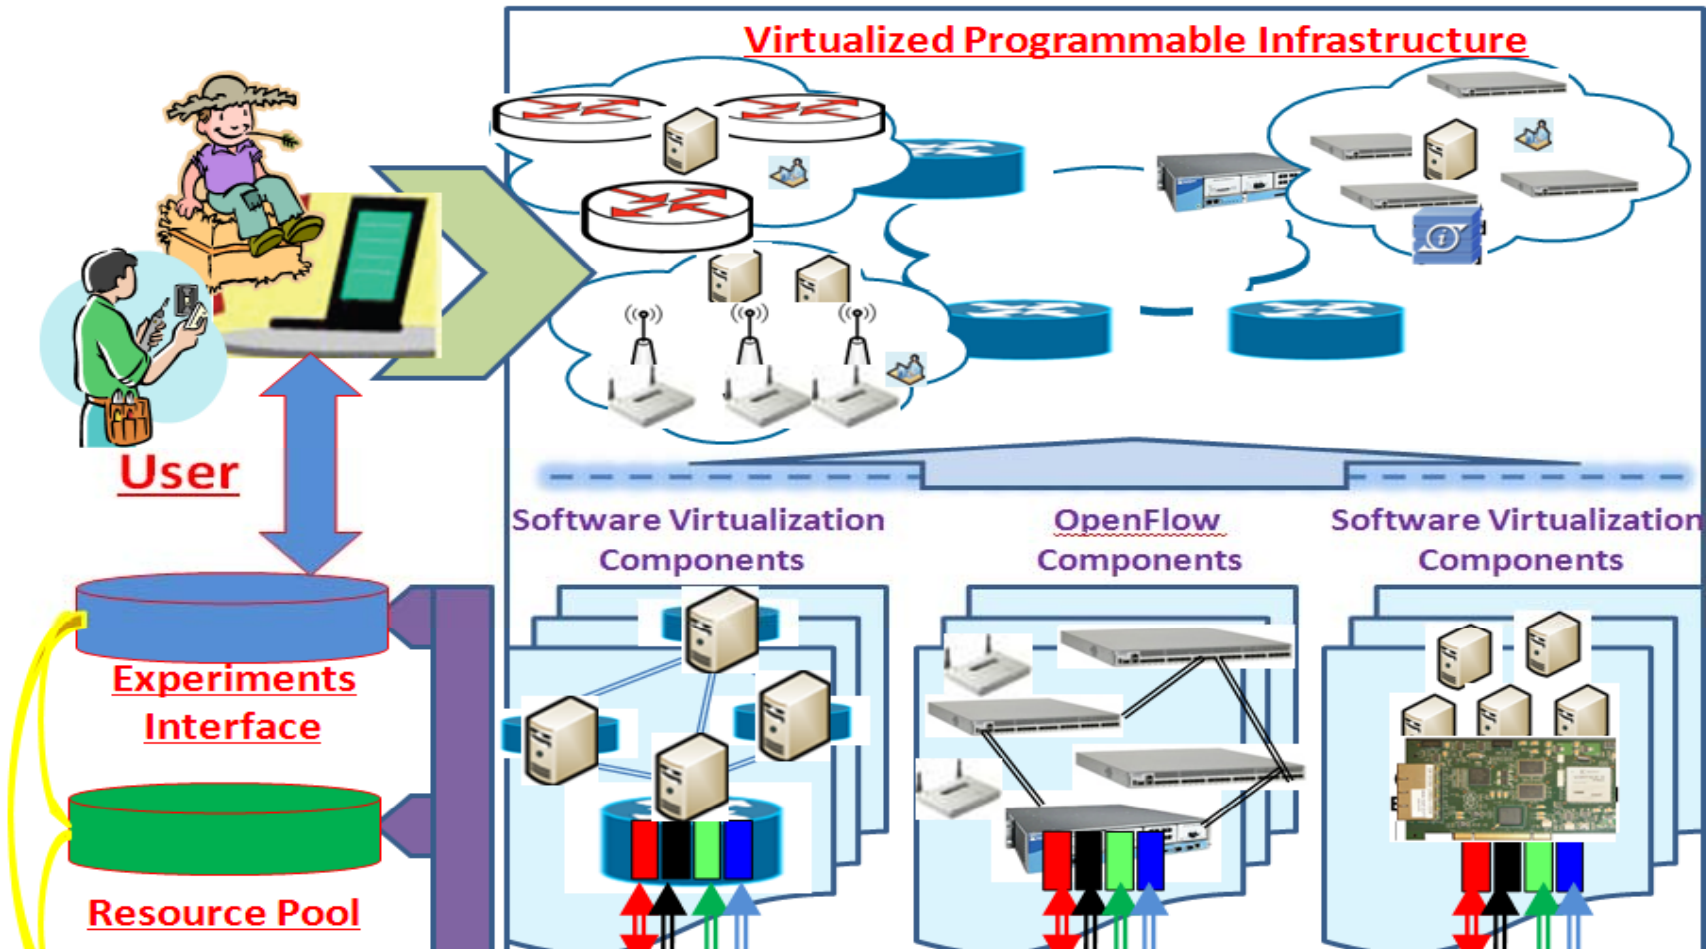 Virtualized Programmable Infrastructure
User
Software Virtualization
Components
OpenFlow
Components
Software Virtualization
Components
Experiments
Interface
Resource Pool